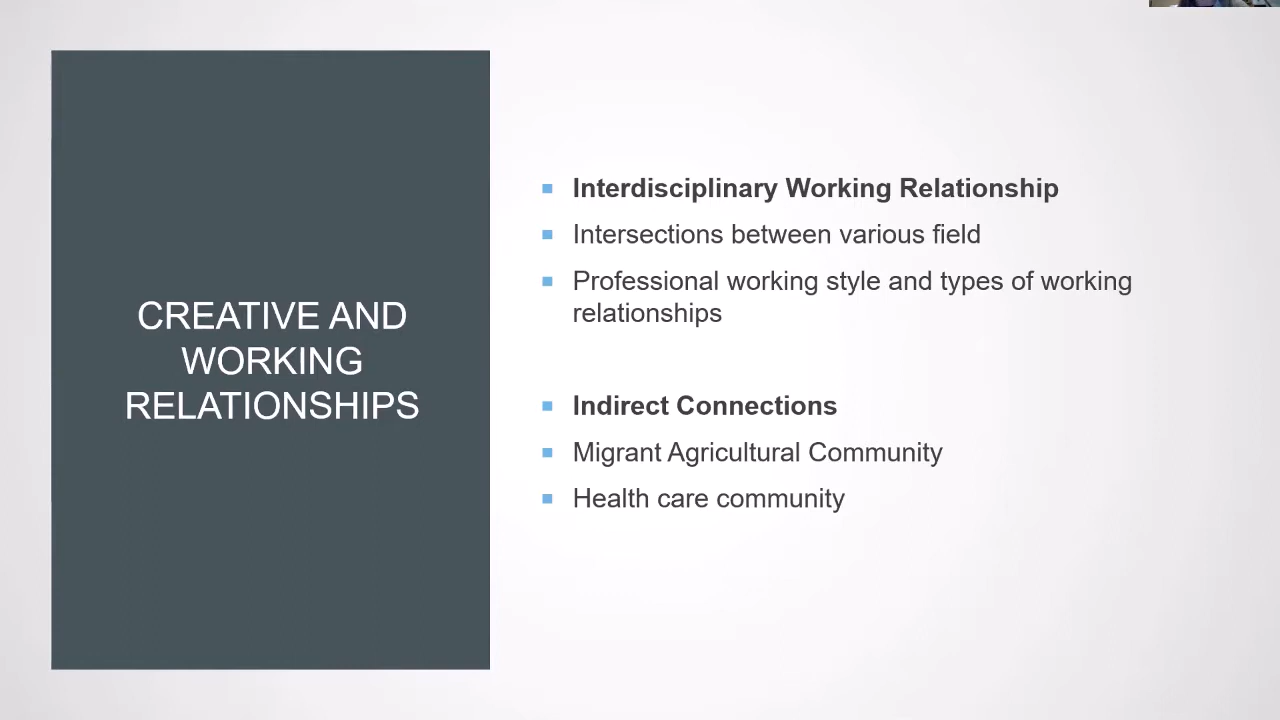 CREATIVE AND
WORKING
RELATIONSHIPS
Interdisciplinary Working Relationship
Intersections between various field
Professional working style and types of working
relationships
Indirect Connections
Migrant Agricultural Community
Health care community